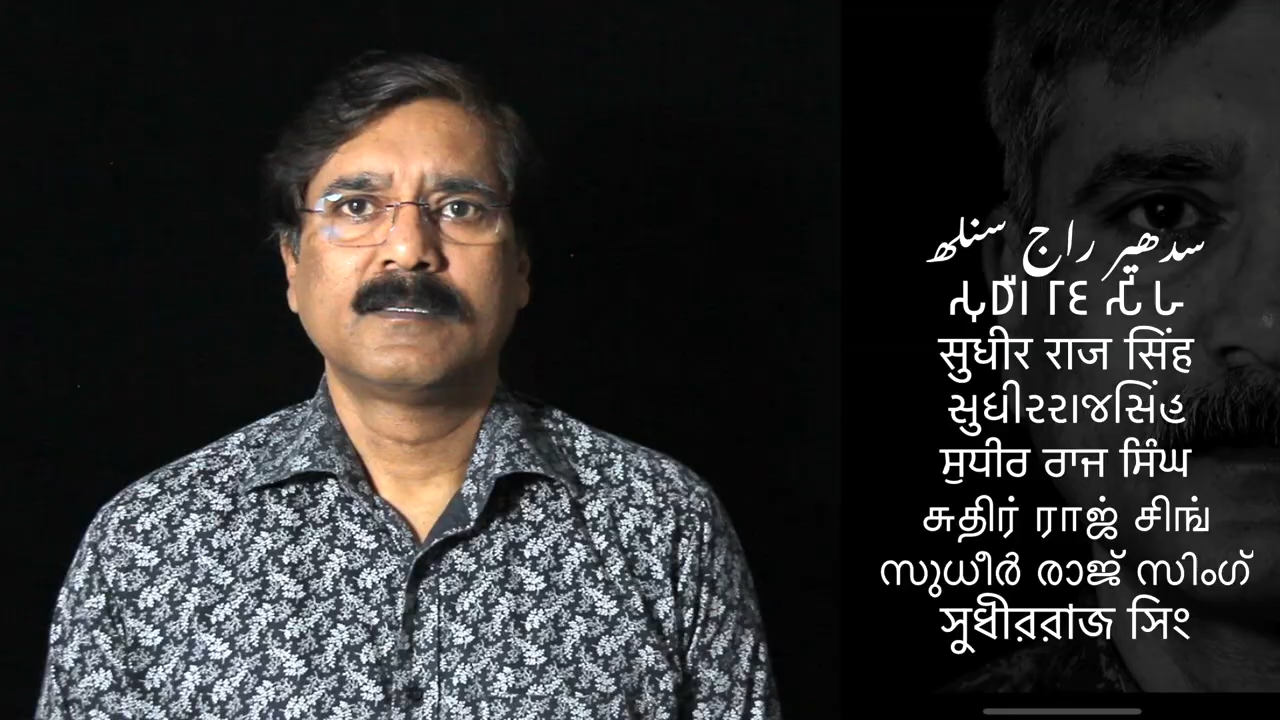 سدھیر راج سنلھ
𑀲𑀼𑀥𑀻𑀭 𑀭𑀸𑀚 𑀲𑀺𑀁𑀳
सुधीर राज सिंह
સુધીરરાજસિંહ
ਸੁਧੀਰ ਰਾਜ ਸਿੰਘ
சுதிர் ராஜ் சிங்
സുധീർ രാജ് സിംഗ്
সুধীররাজ সিং